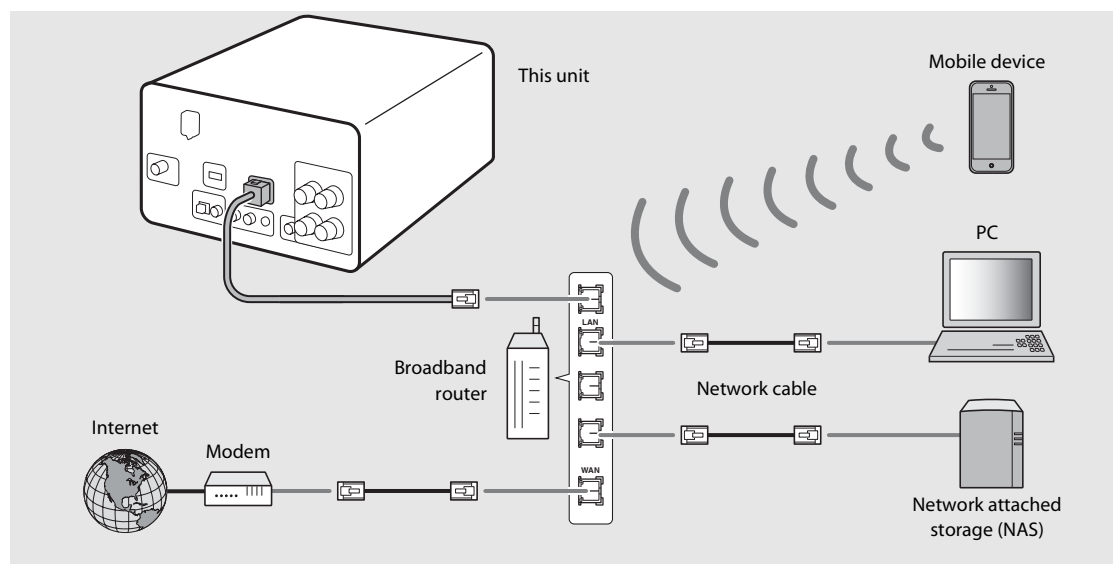 This unit
Mobile device
PC
LAN
Broadband
router
Network cable
Internet
Modem
WAN
Network attached
storage (NAS)